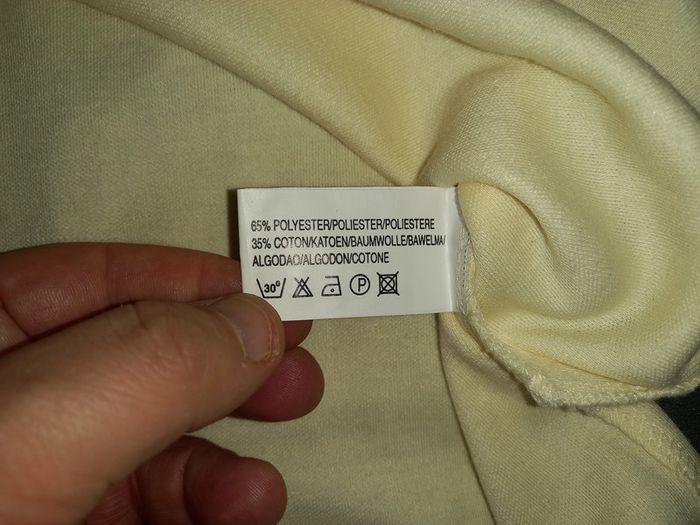 65% POLYESTER/POLIESTER/POLIESTERE
35% COTON/KATOEN/BAUMWOLLE/BAWELMA/
ALGODAO/ALGODON/COTONE
30° P